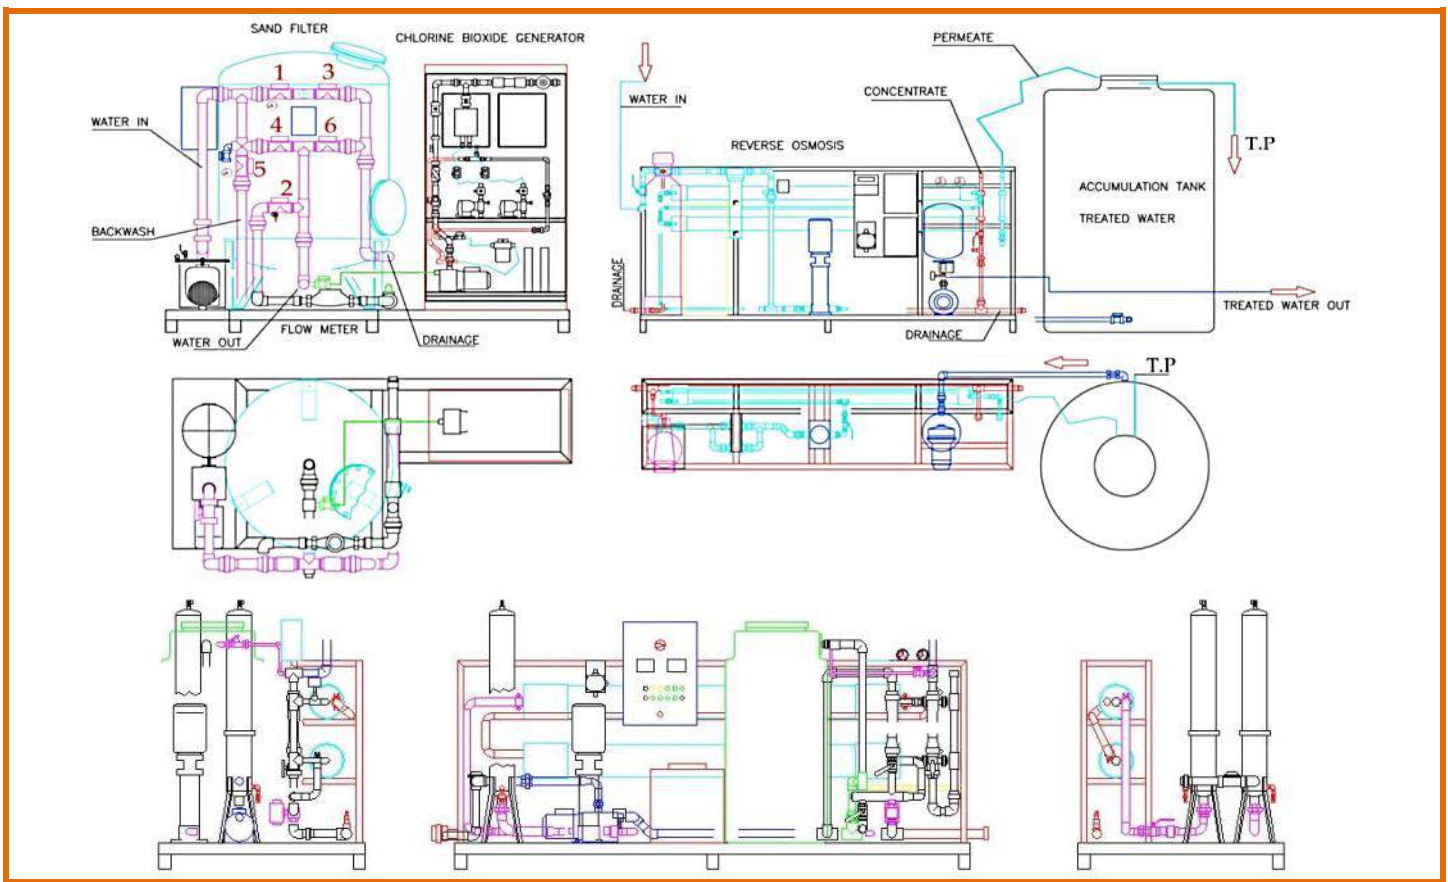 SAND FILTER
CHLORINE BIOXIDE GENERATOR
1
3
WATER IN
4
6
5
2
BACKWASH
FLOW METER
WATER OUT
DRAINAGE
PERMEATE
WATER IN
CONCENTRATE
REVERSE OSMOSIS
T.P
ACCUMULATION TANK
TREATED WATER
DRAINAGE
TREATED WATER OUT
DRAINAGE
T.P